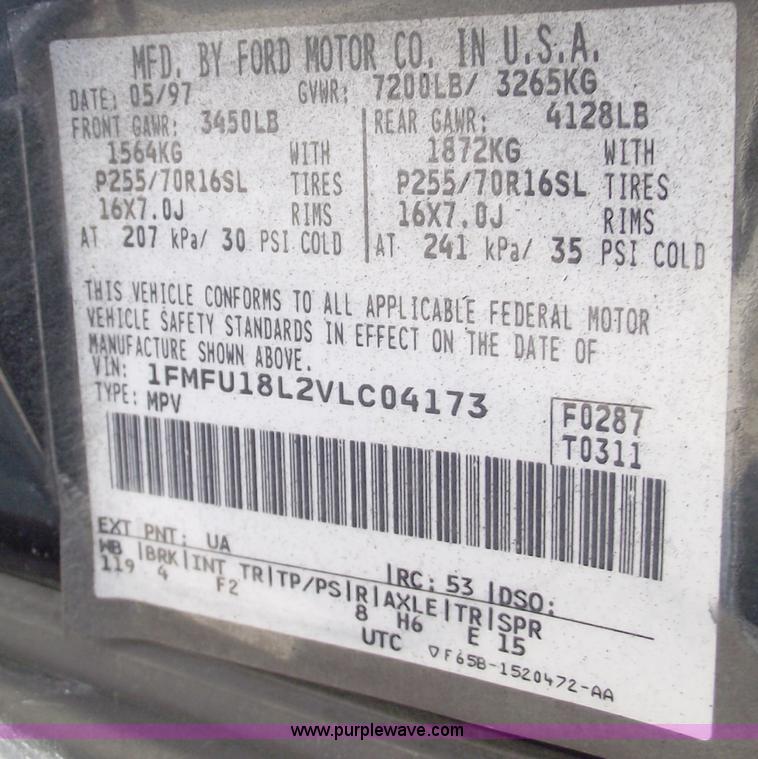 MFD. BY FORD MOTOR CO. IN U.S.A.
DATE: 05/97 GVWR: 7200LB/ 3265KG
FRONT GAWR: 3450LB REAR GAWR: 4128LB
1564KG WITH 1872KG WITH
P255/70R16SL TIRES P255/70R16SL TIRES
16X7.0J RIMS 16X7.0J RIMS
AT 207 kPa/ 30 PSI COLD AT 241 kPa/ 35 PSI COLD
THIS VEHICLE CONFORMS TO ALL APPLICABLE FEDERAL MOTOR
VEHICLE SAFETY STANDARDS IN EFFECT ON THE DATE OF
MANUFACTURE SHOWN ABOVE.
VIN: 1FMFU18L2VLC04173
TYPE: MPV
F0287
T0311
EXT PNT: UA RC: 53 DSO:
WB BRK INT TR TP/PS R AXLE TR SPR
119 4 F2 8 H6 E 15
UTC ▽F65B-1520472-AA
www.purplewave.com